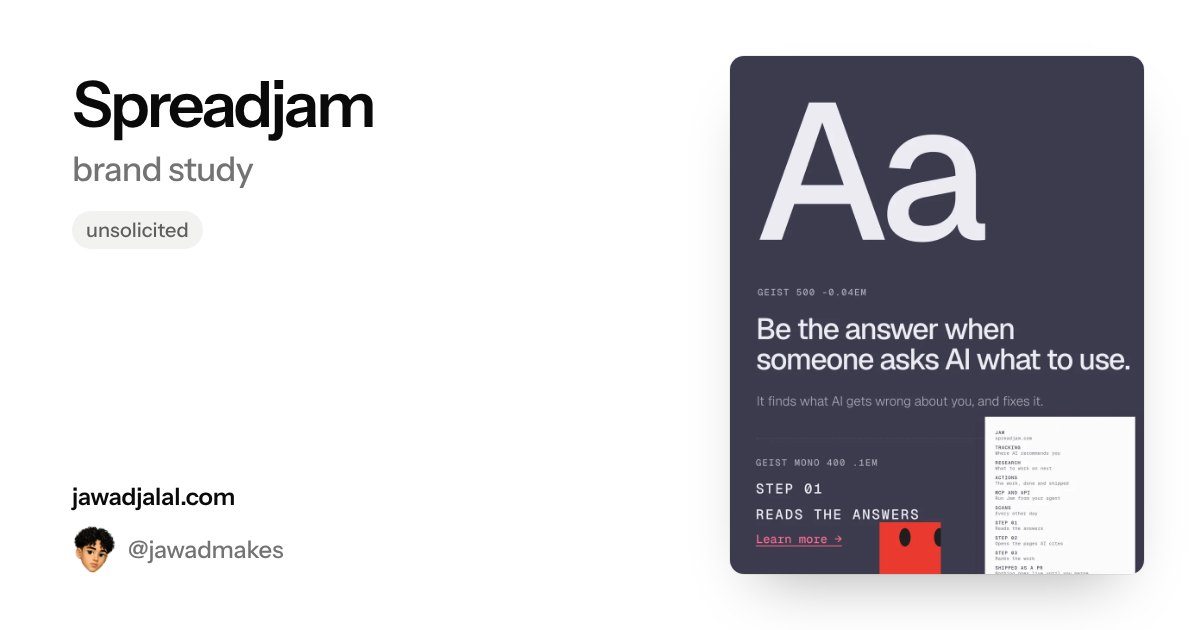 Spreadjam
brand study
unsolicited
jawadjalal.com
@jawadmakes
Aa
GEIST 500 -0.04EM
Be the answer when
someone asks AI what to use.
It finds what AI gets wrong about you, and fixes it.
GEIST MONO 400 .1EM
STEP 01
READS THE ANSWERS
Learn more →
JAM
spreadjam.com
TRACKING
Where AI recommends you
RESEARCH
What to work on next
ACTIONS
The work, done and shipped
MCP AND API
Run Jam from your agent
SCANS
Every other day
STEP 01
Reads the answers
STEP 02
Opens the pages AI cites
STEP 03
Ranks the work
SHIPPED AS A PR